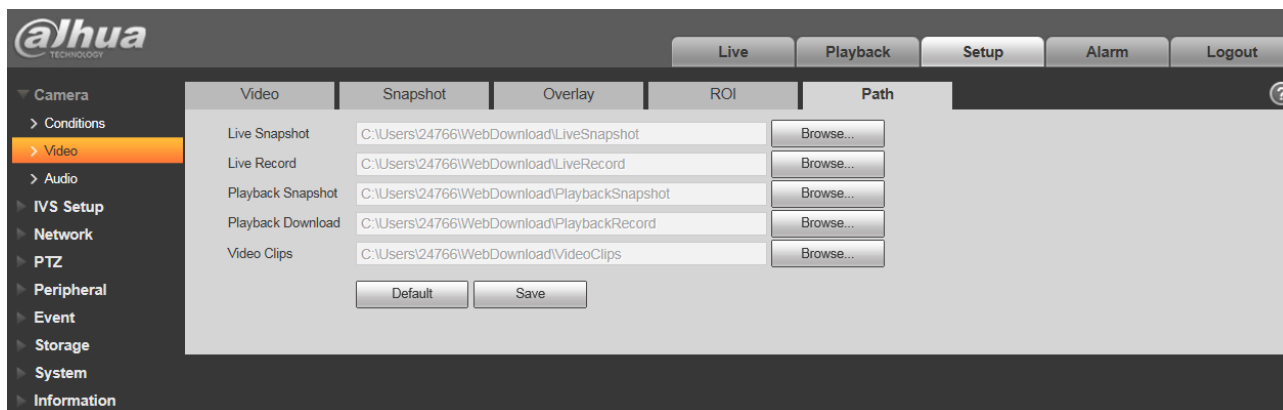 alhua
TECHNOLOGY
Live Playback Setup Alarm Logout
Camera
Conditions
Video
Audio
IVS Setup
Network
PTZ
Peripheral
Event
Storage
System
Information
Video Snapshot Overlay ROI Path ?
Live Snapshot C:\Users\24766\WebDownload\LiveSnapshot Browse...
Live Record C:\Users\24766\WebDownload\LiveRecord Browse...
Playback Snapshot C:\Users\24766\WebDownload\PlaybackSnapshot Browse...
Playback Download C:\Users\24766\WebDownload\PlaybackRecord Browse...
Video Clips C:\Users\24766\WebDownload\VideoClips Browse...
Default Save